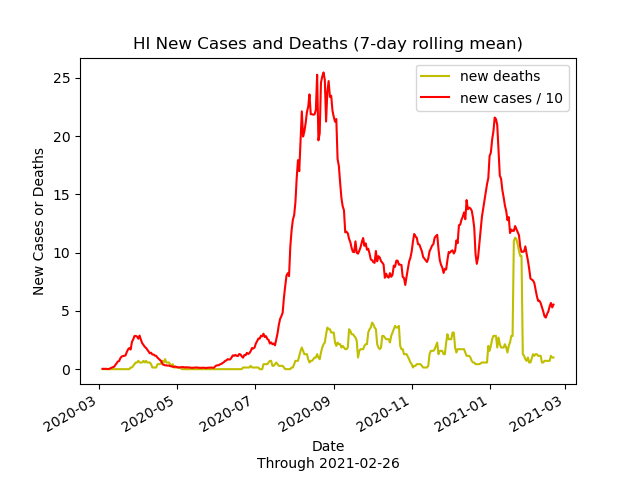 HI New Cases and Deaths (7-day rolling mean)
new deaths
new cases / 10
New Cases or Deaths
25
20
15
10
5
0
2020-03
2020-05
2020-07
2020-09
2020-11
2021-01
2021-03
Date
Through 2021-02-26